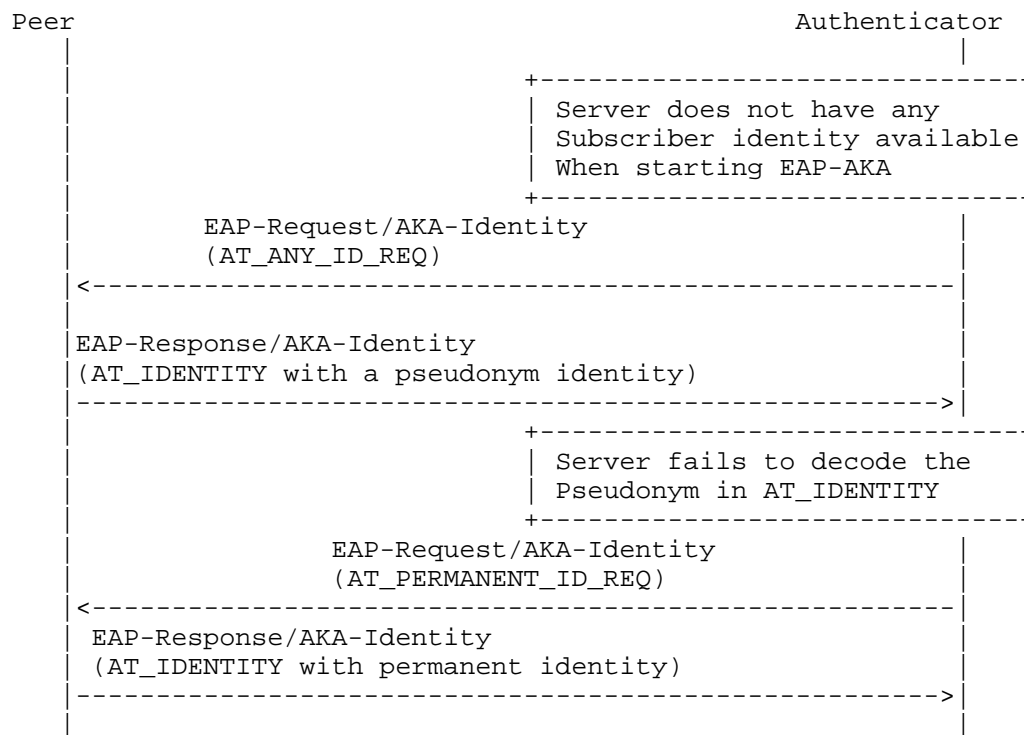 Peer Authenticator
Server does not have any
Subscriber identity available
When starting EAP-AKA
EAP-Request/AKA-Identity
(AT_ANY_ID_REQ)
EAP-Response/AKA-Identity
(AT_IDENTITY with a pseudonym identity)
Server fails to decode the
Pseudonym in AT_IDENTITY
EAP-Request/AKA-Identity
(AT_PERMANENT_ID_REQ)
EAP-Response/AKA-Identity
(AT_IDENTITY with permanent identity)